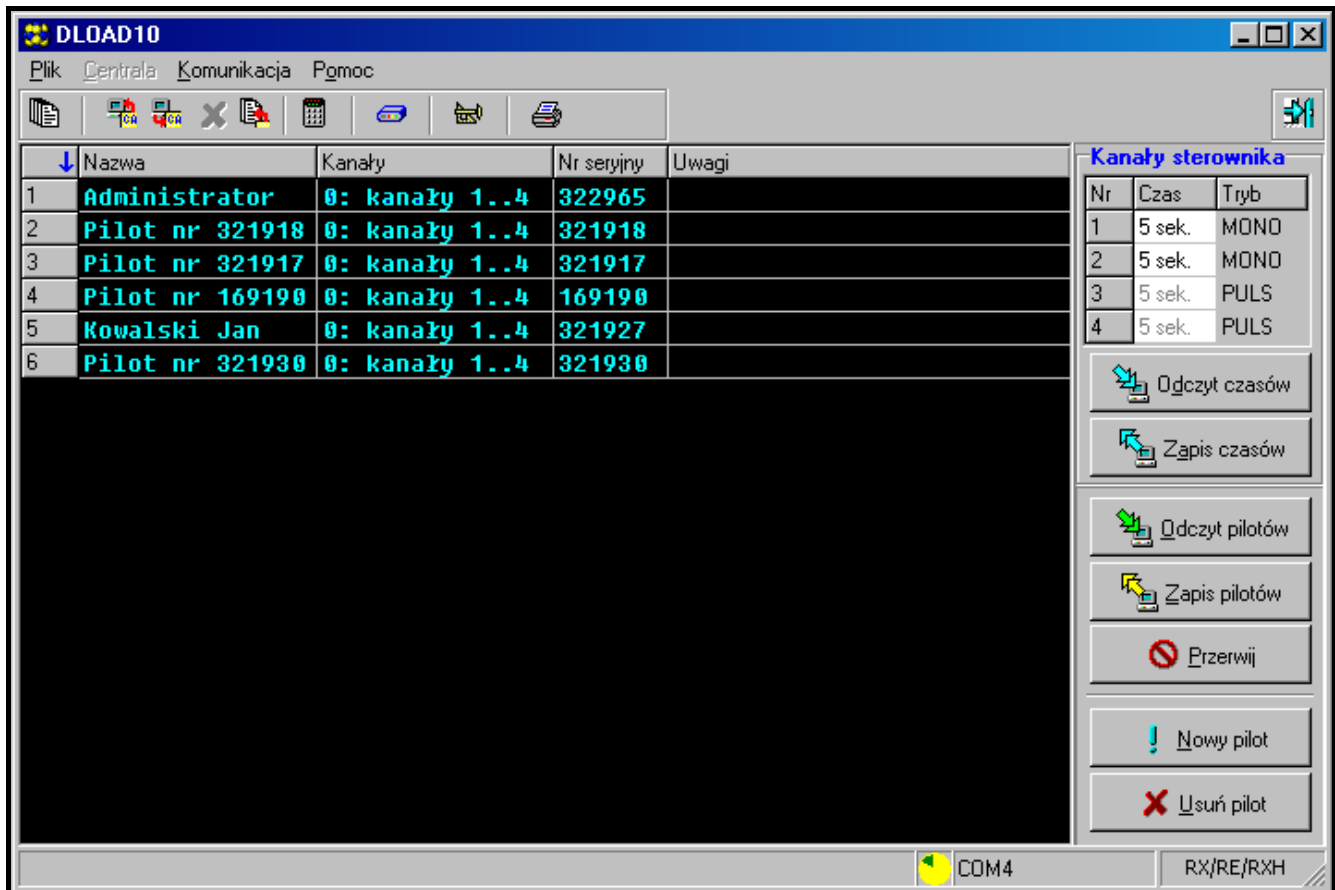 DLOAD10
Plik Centrala Komunikacja Pomoc
Nazwa Kanały Nr seryjny Uwagi
1 Administrator 0: kanały 1..4 322965
2 Pilot nr 321918 0: kanały 1..4 321918
3 Pilot nr 321917 0: kanały 1..4 321917
4 Pilot nr 169190 0: kanały 1..4 169190
5 Kowalski Jan 0: kanały 1..4 321927
6 Pilot nr 321930 0: kanały 1..4 321930
Kanały sterownika
Nr Czas Tryb
1 5 sek. MONO
2 5 sek. MONO
3 5 sek. PULS
4 5 sek. PULS
Odczyt czasów
Zapis czasów
Odczyt pilotów
Zapis pilotów
Przerwij
Nowy pilot
Usuń pilot
COM4 RX/RE/RXH